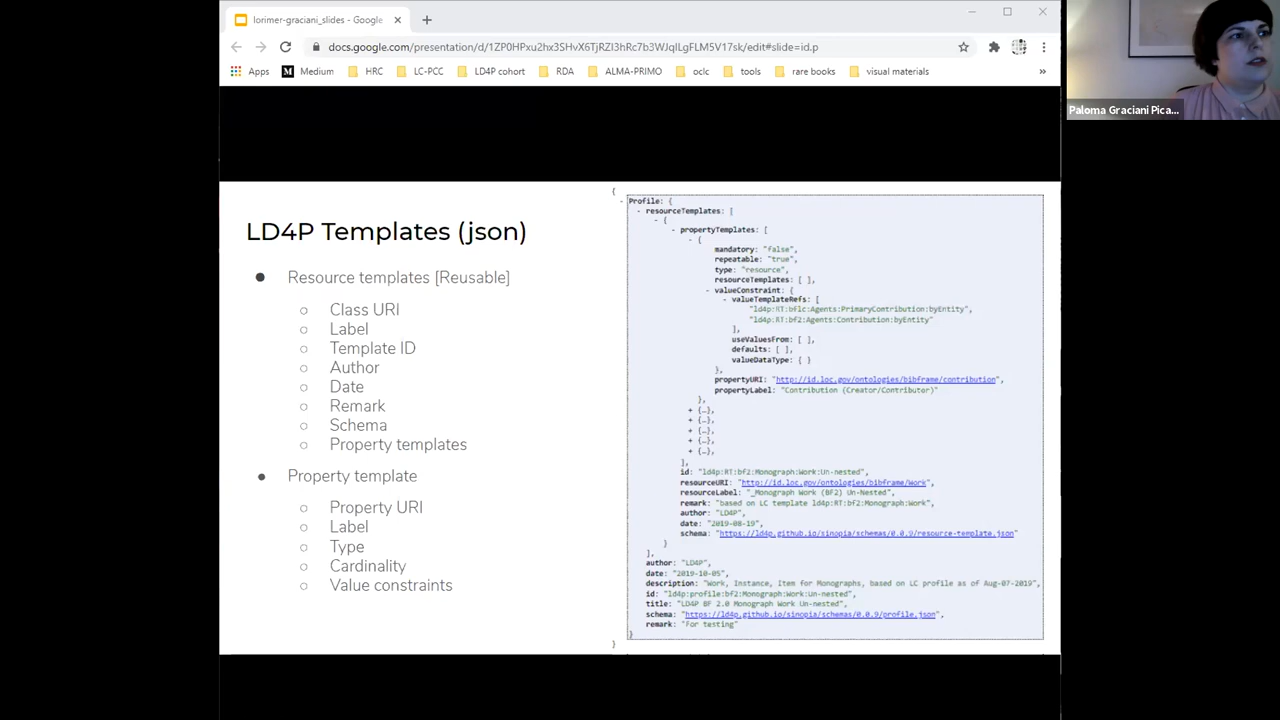 lorimer-graciani_slides - Google
docs.google.com/presentation/d/1ZP0HPxu2hx3SHvX6TjRZI3hRc7b3WJqILgFLM5V17sk/edit#slide=id.p
Apps Medium HRC LC-PCC LD4P cohort RDA ALMA-PRIMO oclc tools rare books visual materials »
Paloma Graciani Pica...
LD4P Templates (json)
● Resource templates [Reusable]
○ Class URI
○ Label
○ Template ID
○ Author
○ Date
○ Remark
○ Schema
○ Property templates
● Property template
○ Property URI
○ Label
○ Type
○ Cardinality
○ Value constraints
{
- Profile: {
- resourceTemplates: [
- {
- propertyTemplates: [
- {
mandatory: "false",
repeatable: "true",
type: "resource",
resourceTemplates: [ ],
- valueConstraint: {
- valueTemplateRefs: [
"ld4p:RT:bflc:Agents:PrimaryContribution:byEntity",
"ld4p:RT:bf2:Agents:Contribution:byEntity"
],
useValuesFrom: [ ],
defaults: [ ],
valueDataType: { }
},
propertyURI: "http://id.loc.gov/ontologies/bibframe/contribution",
propertyLabel: "Contribution (Creator/Contributor)"
},
+ {…},
+ {…},
+ {…},
+ {…},
+ {…},
],
id: "ld4p:RT:bf2:Monograph:Work:Un-nested",
resourceURI: "http://id.loc.gov/ontologies/bibframe/Work",
resourceLabel: "_Monograph Work (BF2) Un-Nested",
remark: "based on LC template ld4p:RT:bf2:Monograph:Work",
author: "LD4P",
date: "2019-08-19",
schema: "https://ld4p.github.io/sinopia/schemas/0.0.9/resource-template.json"
}
],
author: "LD4P",
date: "2019-10-05",
description: "Work, Instance, Item for Monographs, based on LC profile as of Aug-07-2019",
id: "ld4p:profile:bf2:Monograph:Work:Un-nested",
title: "LD4P BF 2.0 Monograph Work Un-nested",
schema: "https://ld4p.github.io/sinopia/schemas/0.0.9/profile.json",
remark: "For testing"
}
}